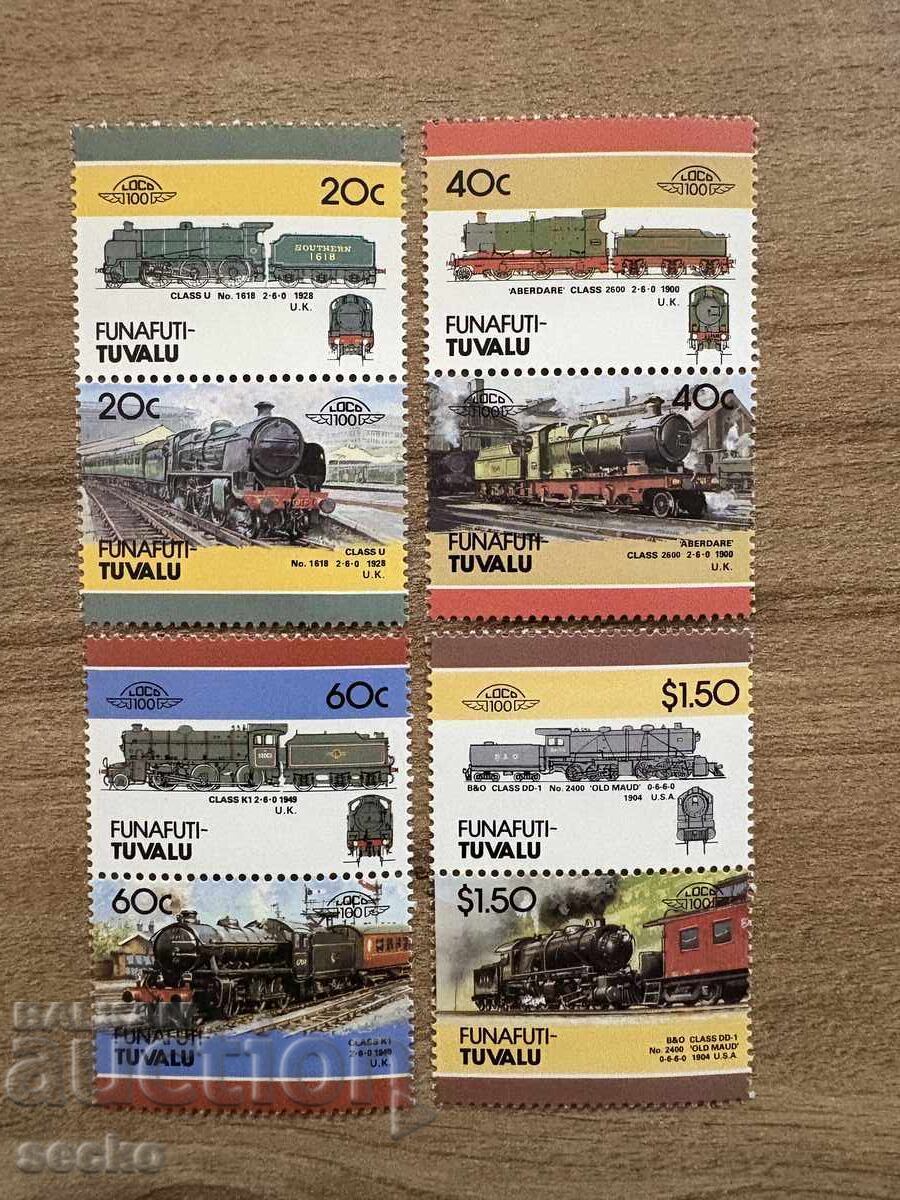 LOCO
100
20c
SOUTHERN
1618
CLASS U No. 1618 2·6·0 1928
U.K.
FUNAFUTI-
TUVALU
20c
LOCO
100
FUNAFUTI-
TUVALU
CLASS U
No. 1618 2·6·0 1928
U.K.
40c
LOCO
100
'ABERDARE' CLASS 2600 2·6·0 1900
U.K.
FUNAFUTI-
TUVALU
LOCO
100
40c
FUNAFUTI-
TUVALU
'ABERDARE'
CLASS 2600 2·6·0 1900
U.K.
LOCO
100
60c
CLASS K1 2·6·0 1949
U.K.
FUNAFUTI-
TUVALU
60c
LOCO
100
FUNAFUTI-
TUVALU
CLASS K1
2·6·0 1949
U.K.
LOCO
100
$1.50
B & O
B&O CLASS DD-1 No. 2400 'OLD MAUD' 0·6·6·0
1904 U.S.A.
FUNAFUTI-
TUVALU
$1.50
LOCO
100
FUNAFUTI-
TUVALU
B&O CLASS DD-1
No. 2400 'OLD MAUD'
0·6·6·0 1904 U.S.A.
BALKAN
auction
secko